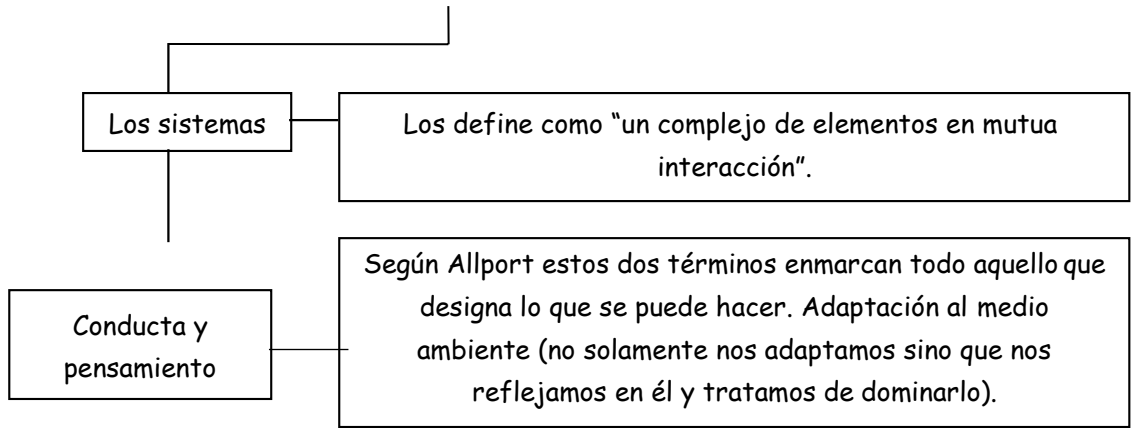 Los sistemas
Los define como “un complejo de elementos en mutua
interacción”.
Según Allport estos dos términos enmarcan todo aquello que
designa lo que se puede hacer. Adaptación al medio
ambiente (no solamente nos adaptamos sino que nos
reflejamos en él y tratamos de dominarlo).
Conducta y
pensamiento